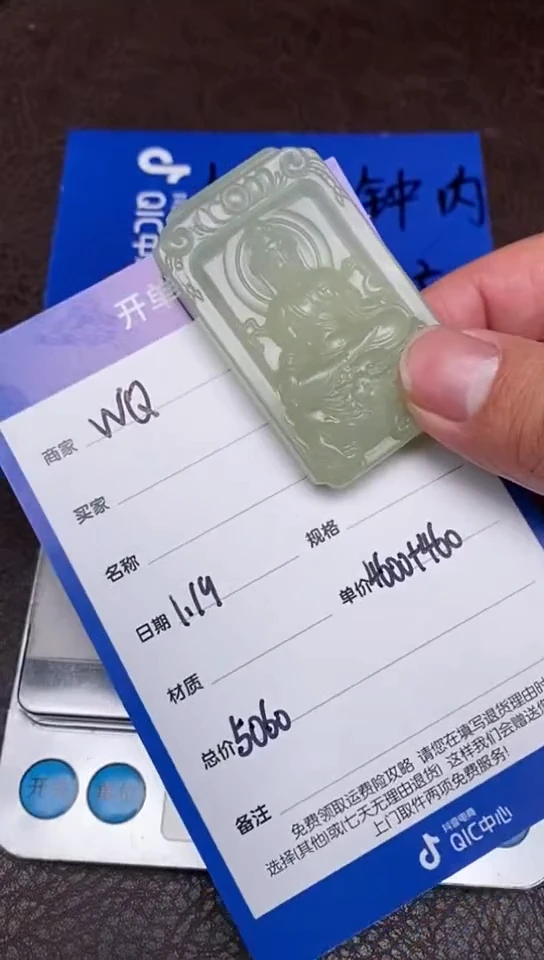 QIC中
钟内
开单
商家 WQ
买家
名称
规格
日期 1.19
单价 4600+460
材质
总价 5060
备注
免费领取运费险攻略 请您在填写退货理由时
选择(其他)或(七天无理由退货) 这样我们会赠送
上门取件两项免费服务!
抖音电商
QIC中心
开
单位